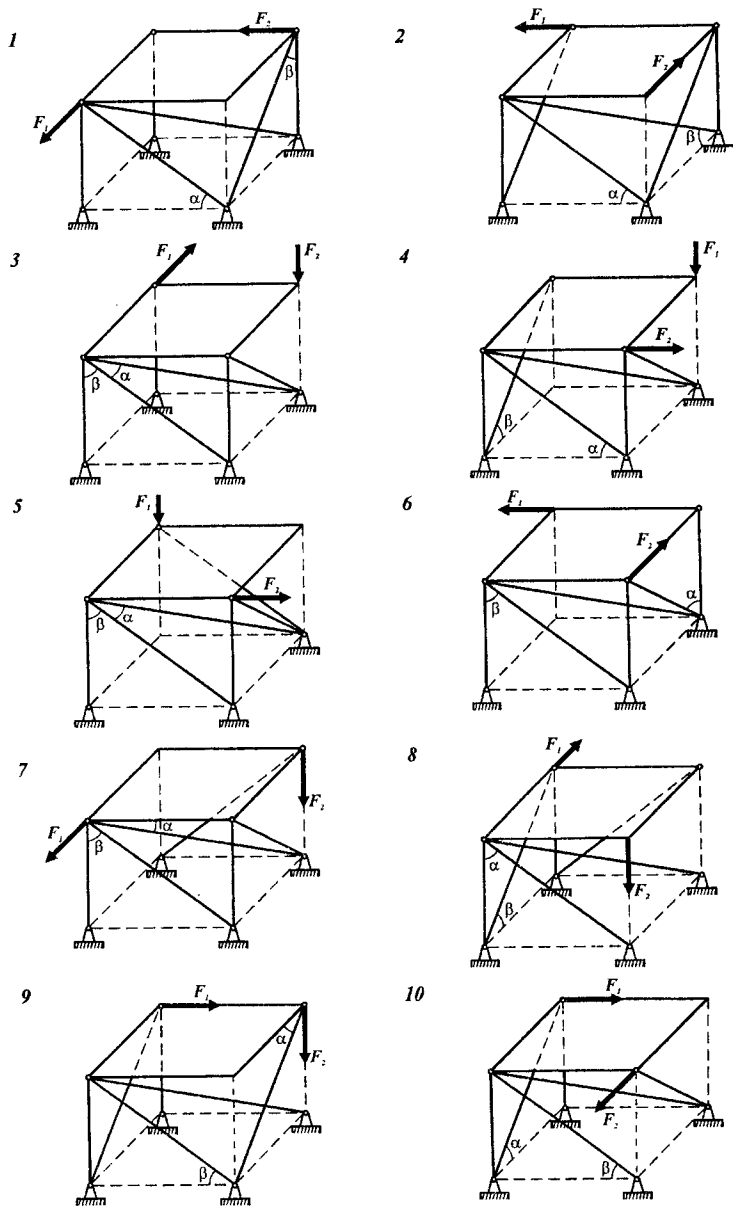 1 F₂ β F₁ α
2 F₁ F₂ β α
3 F₁ F₂ β α
4 F₁ F₂ β α
5 F₁ F₂ β α
6 F₁ F₂ α β
7 F₁ α β F₂
8 F₁ α β F₂
9 F₁ α F₂ β
10 F₁ F₂ α β